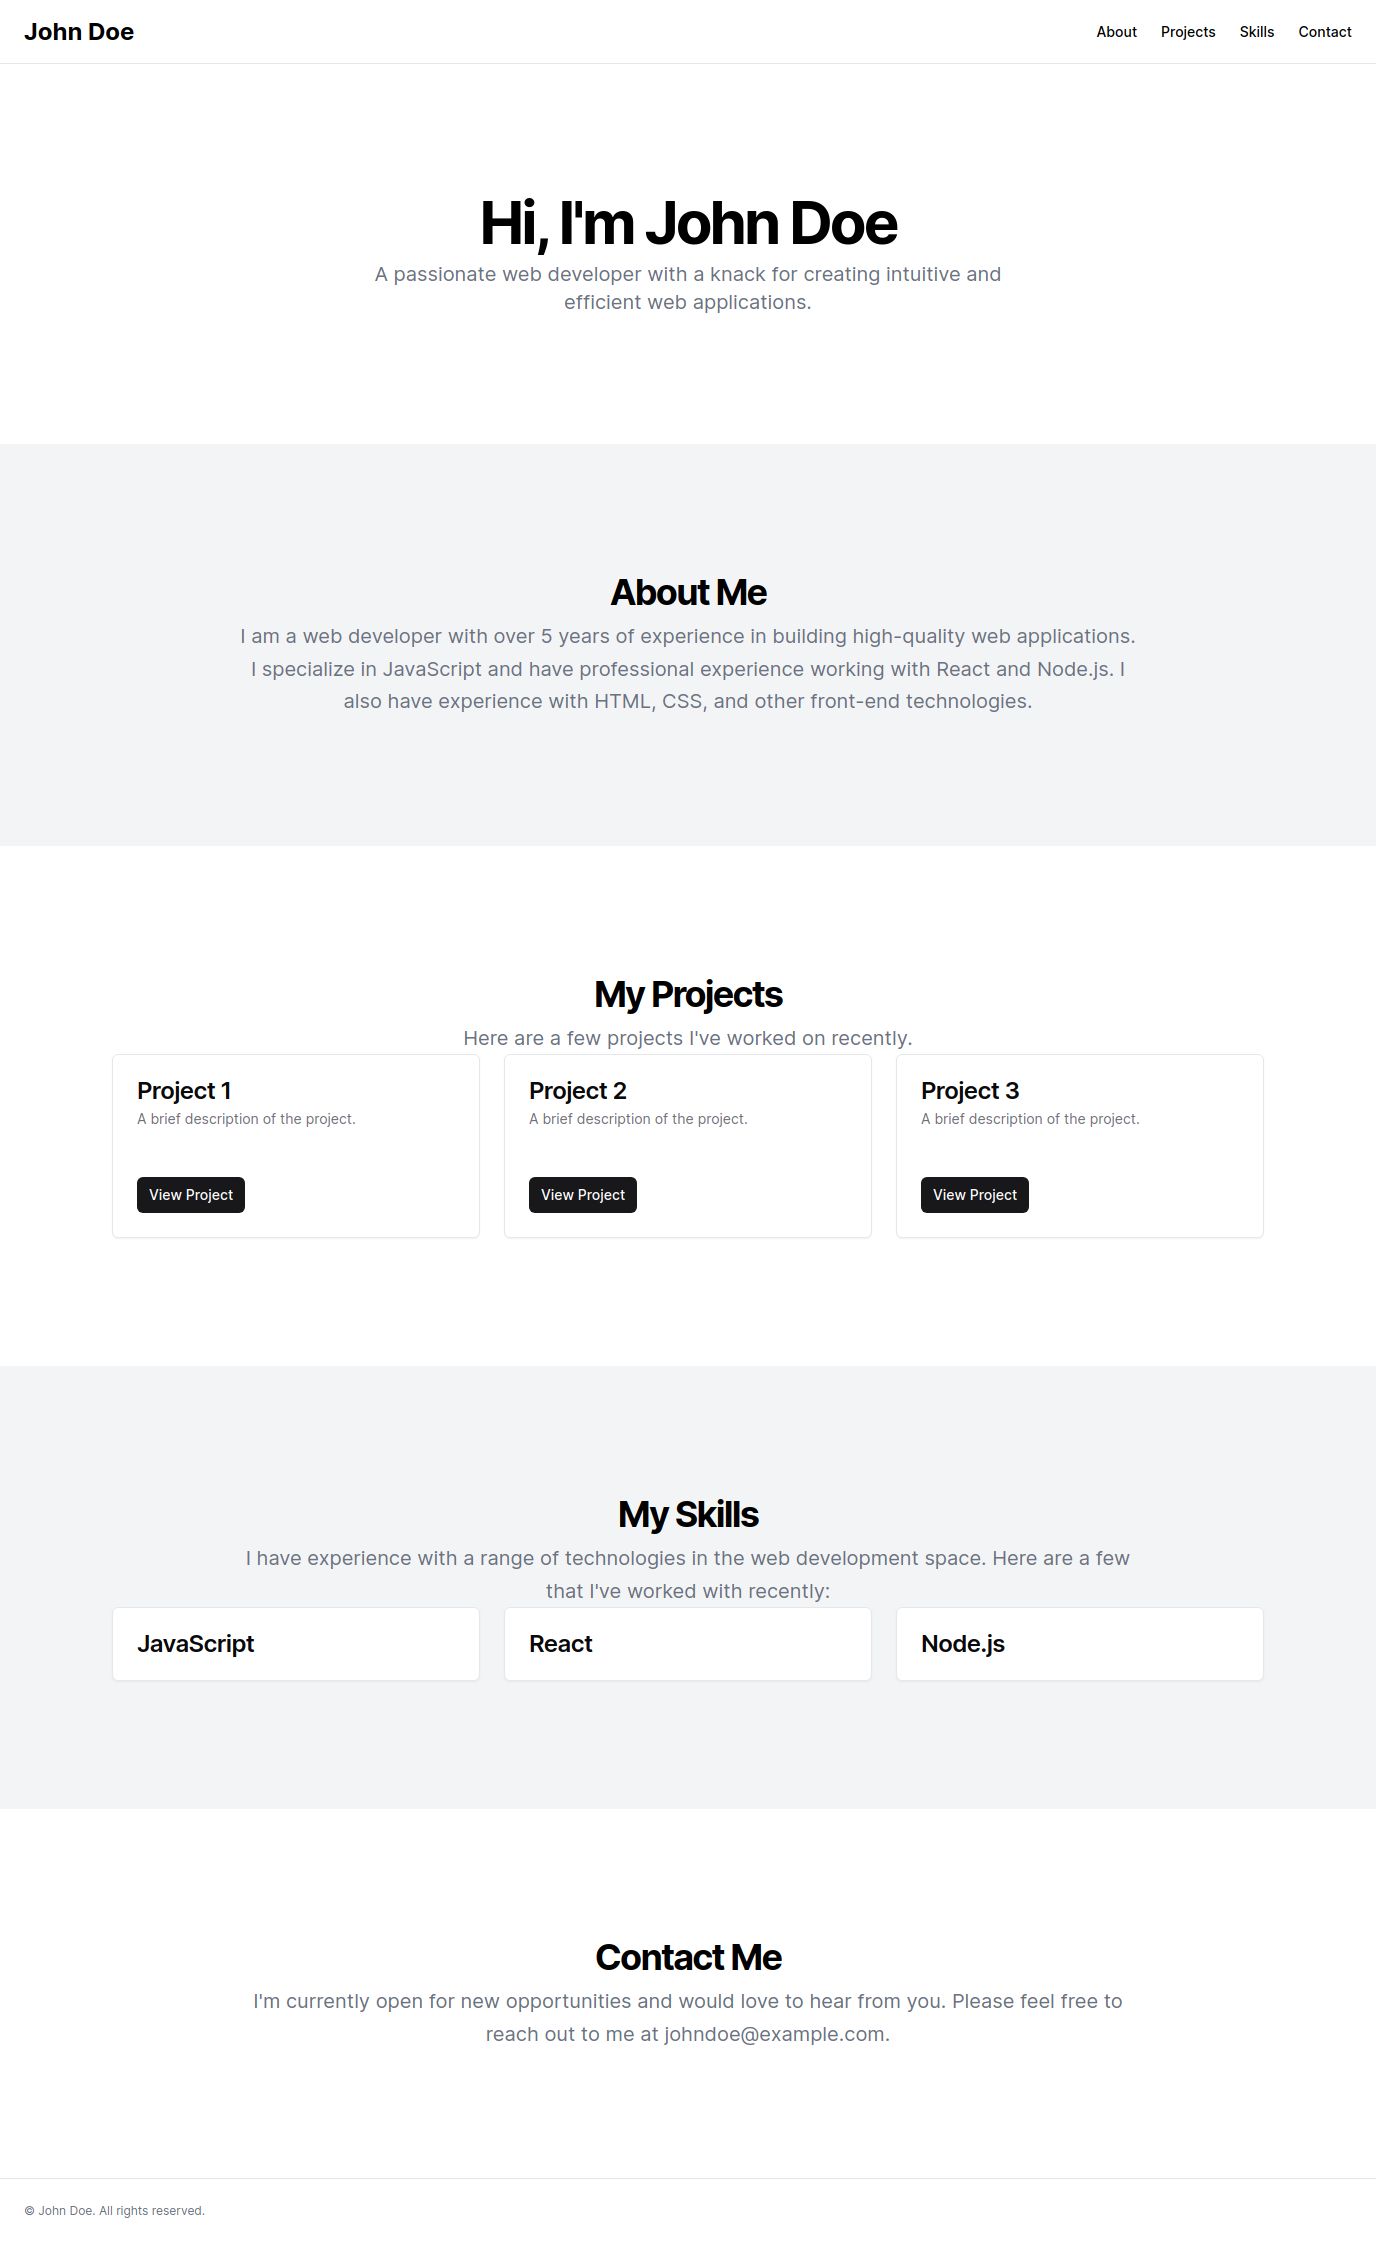 John Doe
About Projects Skills Contact
Hi, I'm John Doe
A passionate web developer with a knack for creating intuitive and
efficient web applications.
About Me
I am a web developer with over 5 years of experience in building high-quality web applications.
I specialize in JavaScript and have professional experience working with React and Node.js. I
also have experience with HTML, CSS, and other front-end technologies.
My Projects
Here are a few projects I've worked on recently.
Project 1
A brief description of the project.
View Project
Project 2
A brief description of the project.
View Project
Project 3
A brief description of the project.
View Project
My Skills
I have experience with a range of technologies in the web development space. Here are a few
that I've worked with recently:
JavaScript
React
Node.js
Contact Me
I'm currently open for new opportunities and would love to hear from you. Please feel free to
reach out to me at johndoe@example.com.
© John Doe. All rights reserved.